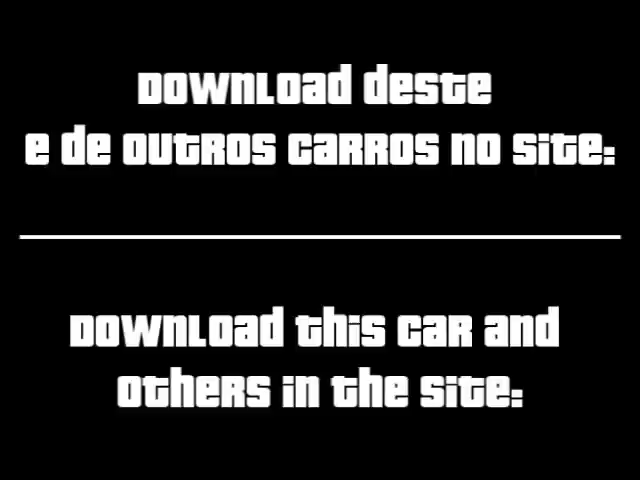 Download deste
e de outros carros no site:
Download this car and
others in the site: